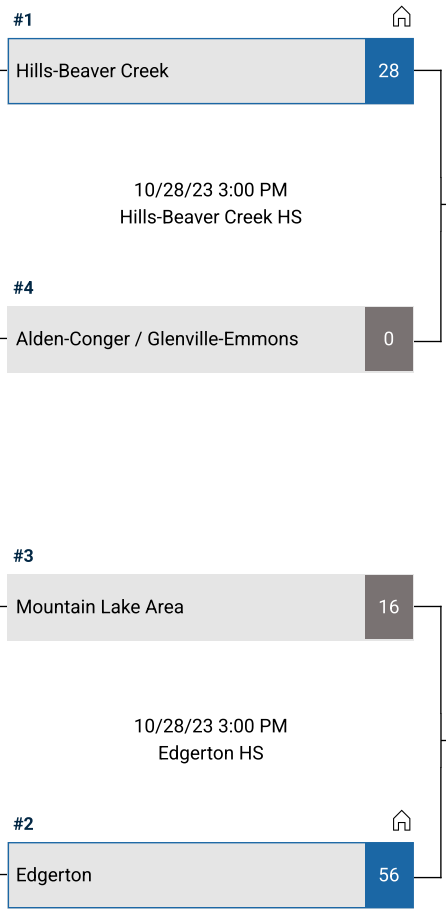 #1
Hills-Beaver Creek 28
10/28/23 3:00 PM
Hills-Beaver Creek HS
#4
Alden-Conger / Glenville-Emmons 0
#3
Mountain Lake Area 16
10/28/23 3:00 PM
Edgerton HS
#2
Edgerton 56